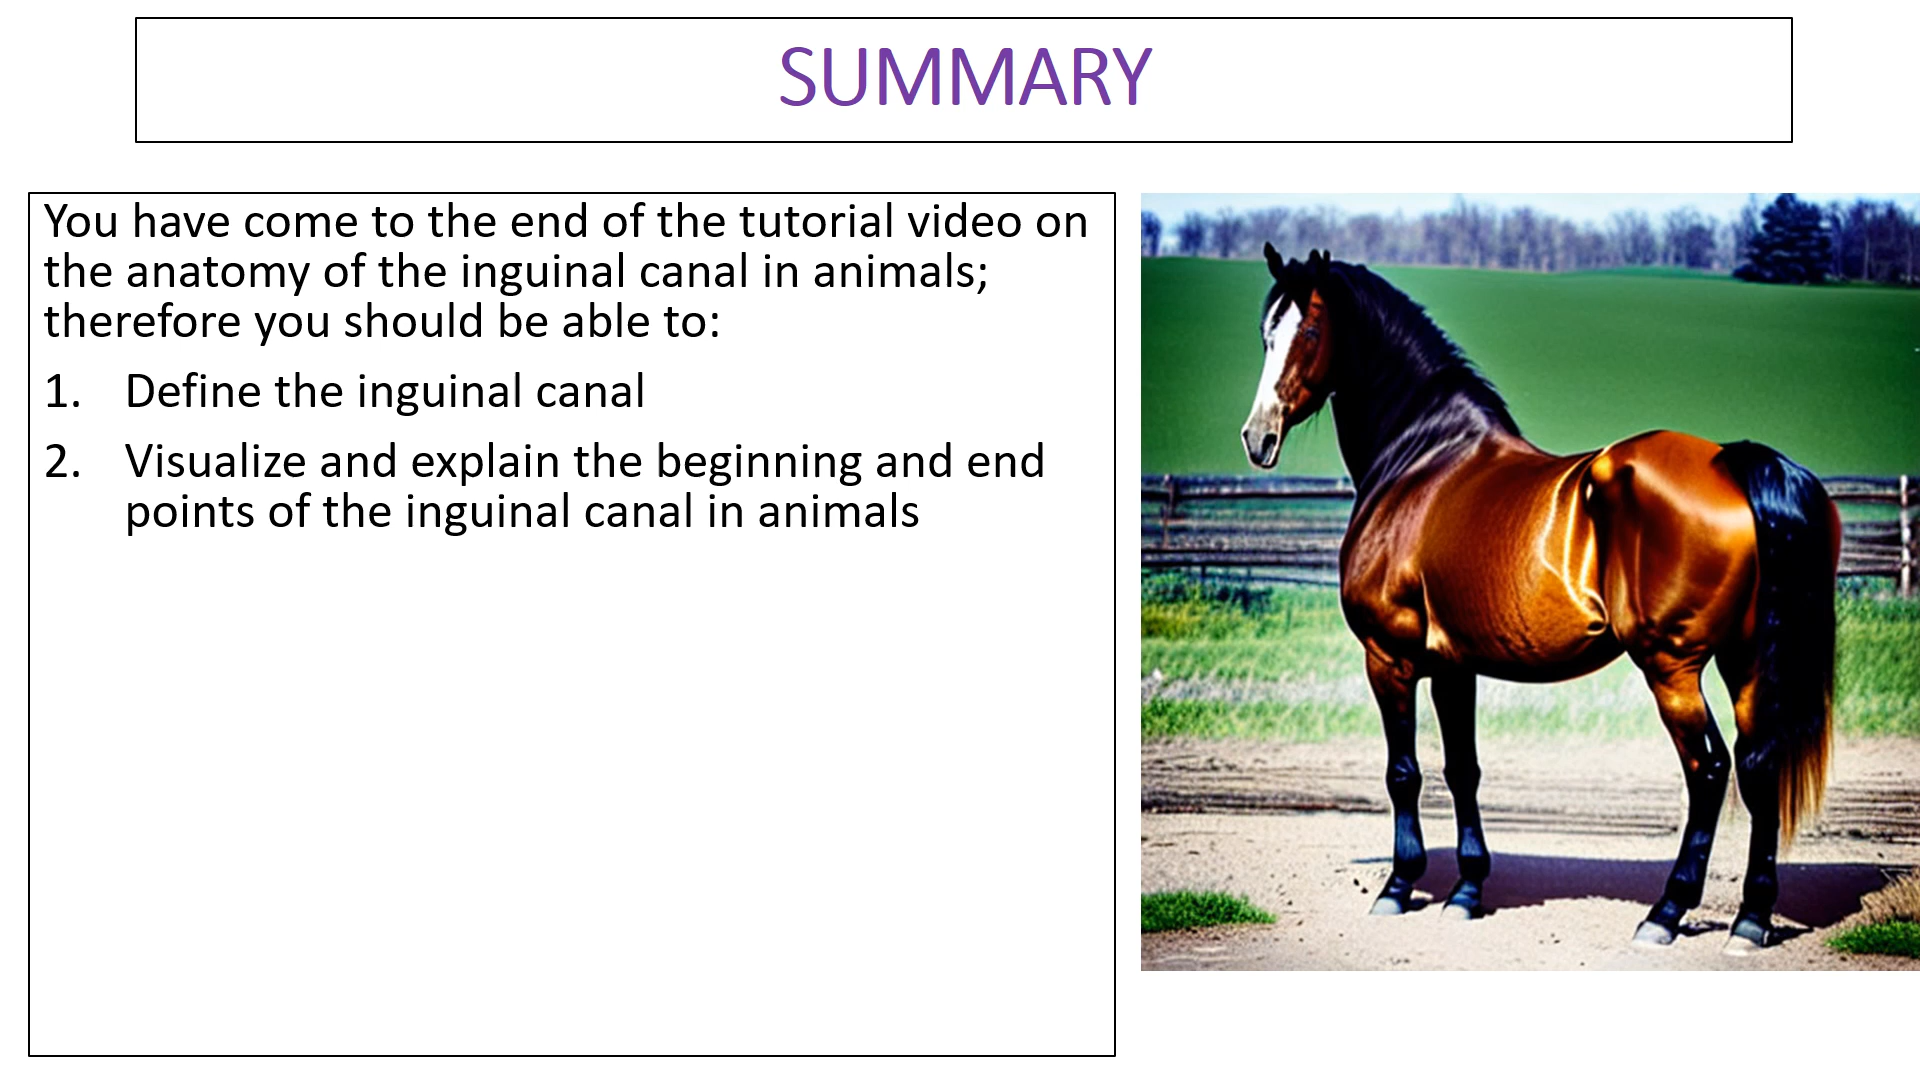 SUMMARY
You have come to the end of the tutorial video on
the anatomy of the inguinal canal in animals;
therefore you should be able to:
1. Define the inguinal canal
2. Visualize and explain the beginning and end
points of the inguinal canal in animals